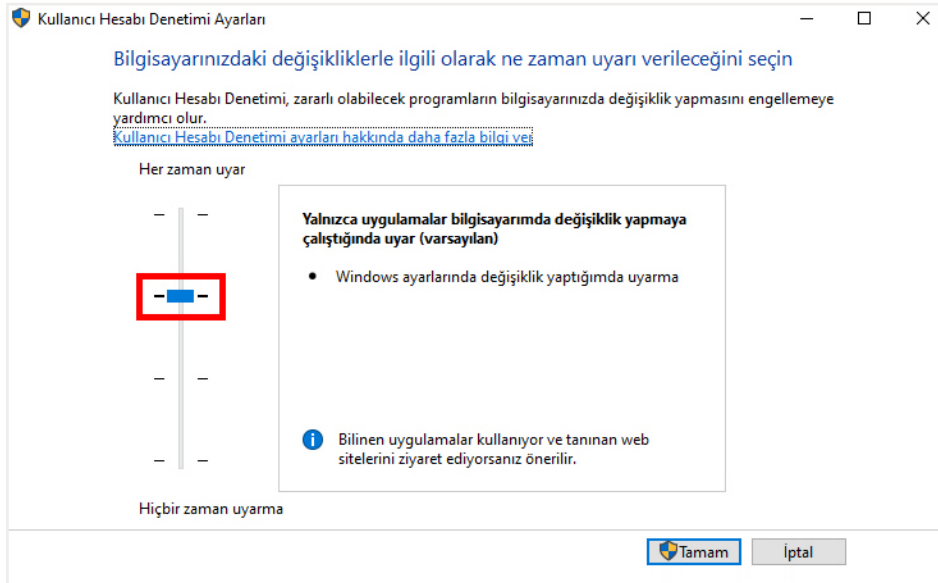 Kullanıcı Hesabı Denetimi Ayarları
Bilgisayarınızdaki değişikliklerle ilgili olarak ne zaman uyarı verileceğini seçin
Kullanıcı Hesabı Denetimi, zararlı olabilecek programların bilgisayarınızda değişiklik yapmasını engellemeye
yardımcı olur.
Kullanıcı Hesabı Denetimi ayarları hakkında daha fazla bilgi ver
Her zaman uyar
Yalnızca uygulamalar bilgisayarımda değişiklik yapmaya
çalıştığında uyar (varsayılan)
Windows ayarlarında değişiklik yaptığımda uyarma
Bilinen uygulamalar kullanıyor ve tanınan web
sitelerini ziyaret ediyorsanız önerilir.
Hiçbir zaman uyarma
Tamam
İptal